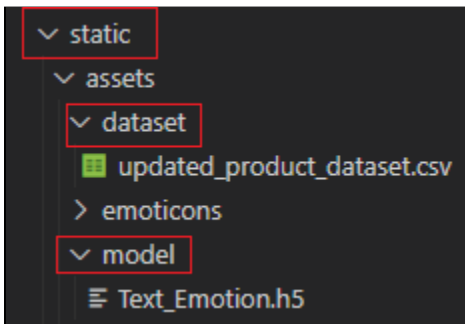 static
assets
dataset
updated_product_dataset.csv
emoticons
model
Text_Emotion.h5